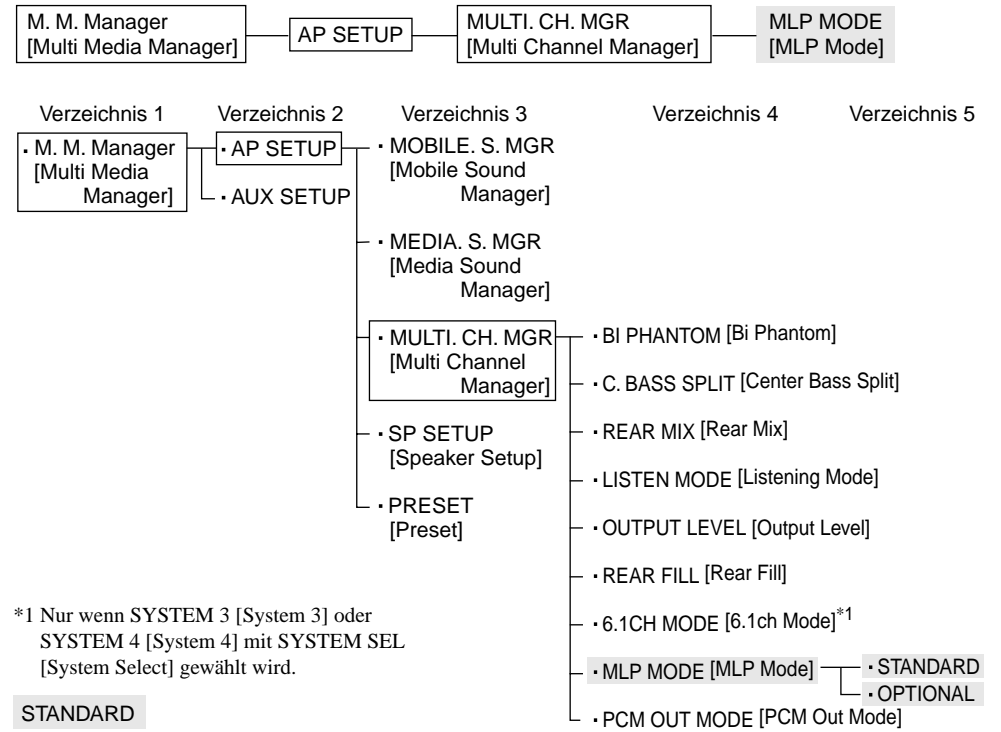 M. M. Manager
[Multi Media Manager]
AP SETUP
MULTI. CH. MGR
[Multi Channel Manager]
MLP MODE
[MLP Mode]
Verzeichnis 1
Verzeichnis 2
Verzeichnis 3
Verzeichnis 4
Verzeichnis 5
· M. M. Manager
[Multi Media
Manager]
· AP SETUP
· AUX SETUP
· MOBILE. S. MGR
[Mobile Sound
Manager]
· MEDIA. S. MGR
[Media Sound
Manager]
· MULTI. CH. MGR
[Multi Channel
Manager]
· SP SETUP
[Speaker Setup]
· PRESET
[Preset]
· BI PHANTOM [Bi Phantom]
· C. BASS SPLIT [Center Bass Split]
· REAR MIX [Rear Mix]
· LISTEN MODE [Listening Mode]
· OUTPUT LEVEL [Output Level]
· REAR FILL [Rear Fill]
· 6.1CH MODE [6.1ch Mode]*1
· MLP MODE [MLP Mode]
· STANDARD
· OPTIONAL
· PCM OUT MODE [PCM Out Mode]
*1 Nur wenn SYSTEM 3 [System 3] oder
SYSTEM 4 [System 4] mit SYSTEM SEL
[System Select] gewählt wird.
STANDARD